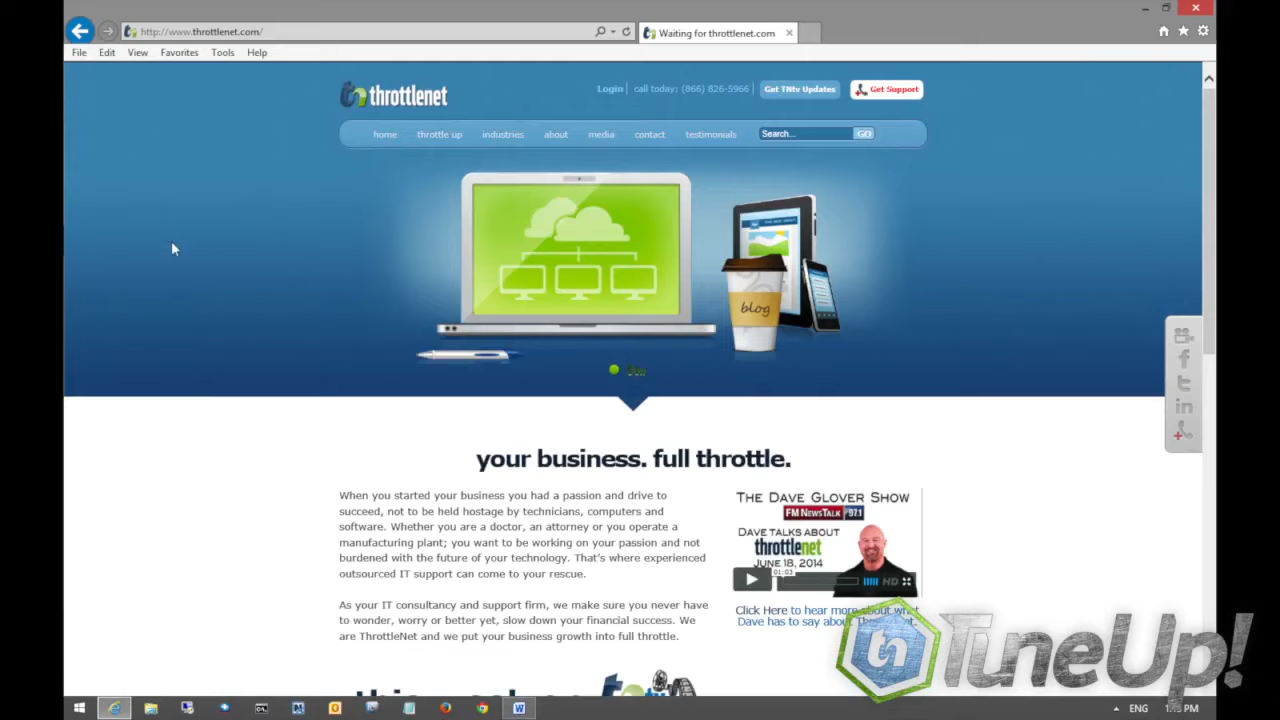 http://www.throttlenet.com/
Waiting for throttlenet.com
File Edit View Favorites Tools Help
throttlenet
Login call today: (866) 826-5966 Get TNtv Updates Get Support
home throttle up industries about media contact testimonials Search... GO
blog
your business. full throttle.
When you started your business you had a passion and drive to
succeed, not to be held hostage by technicians, computers and
software. Whether you are a doctor, an attorney or you operate a
manufacturing plant; you want to be working on your passion and not
burdened with the future of your technology. That's where experienced
outsourced IT support can come to your rescue.
As your IT consultancy and support firm, we make sure you never have
to wonder, worry or better yet, slow down your financial success. We
are ThrottleNet and we put your business growth into full throttle.
THE DAVE GLOVER SHOW
FM NEWSTALK 97.1
DAVE TALKS ABOUT
throttlenet
JUNE 18, 2014
01:03
HD
Click Here to hear more about what
Dave has to say about
tn TuneUp!
ENG